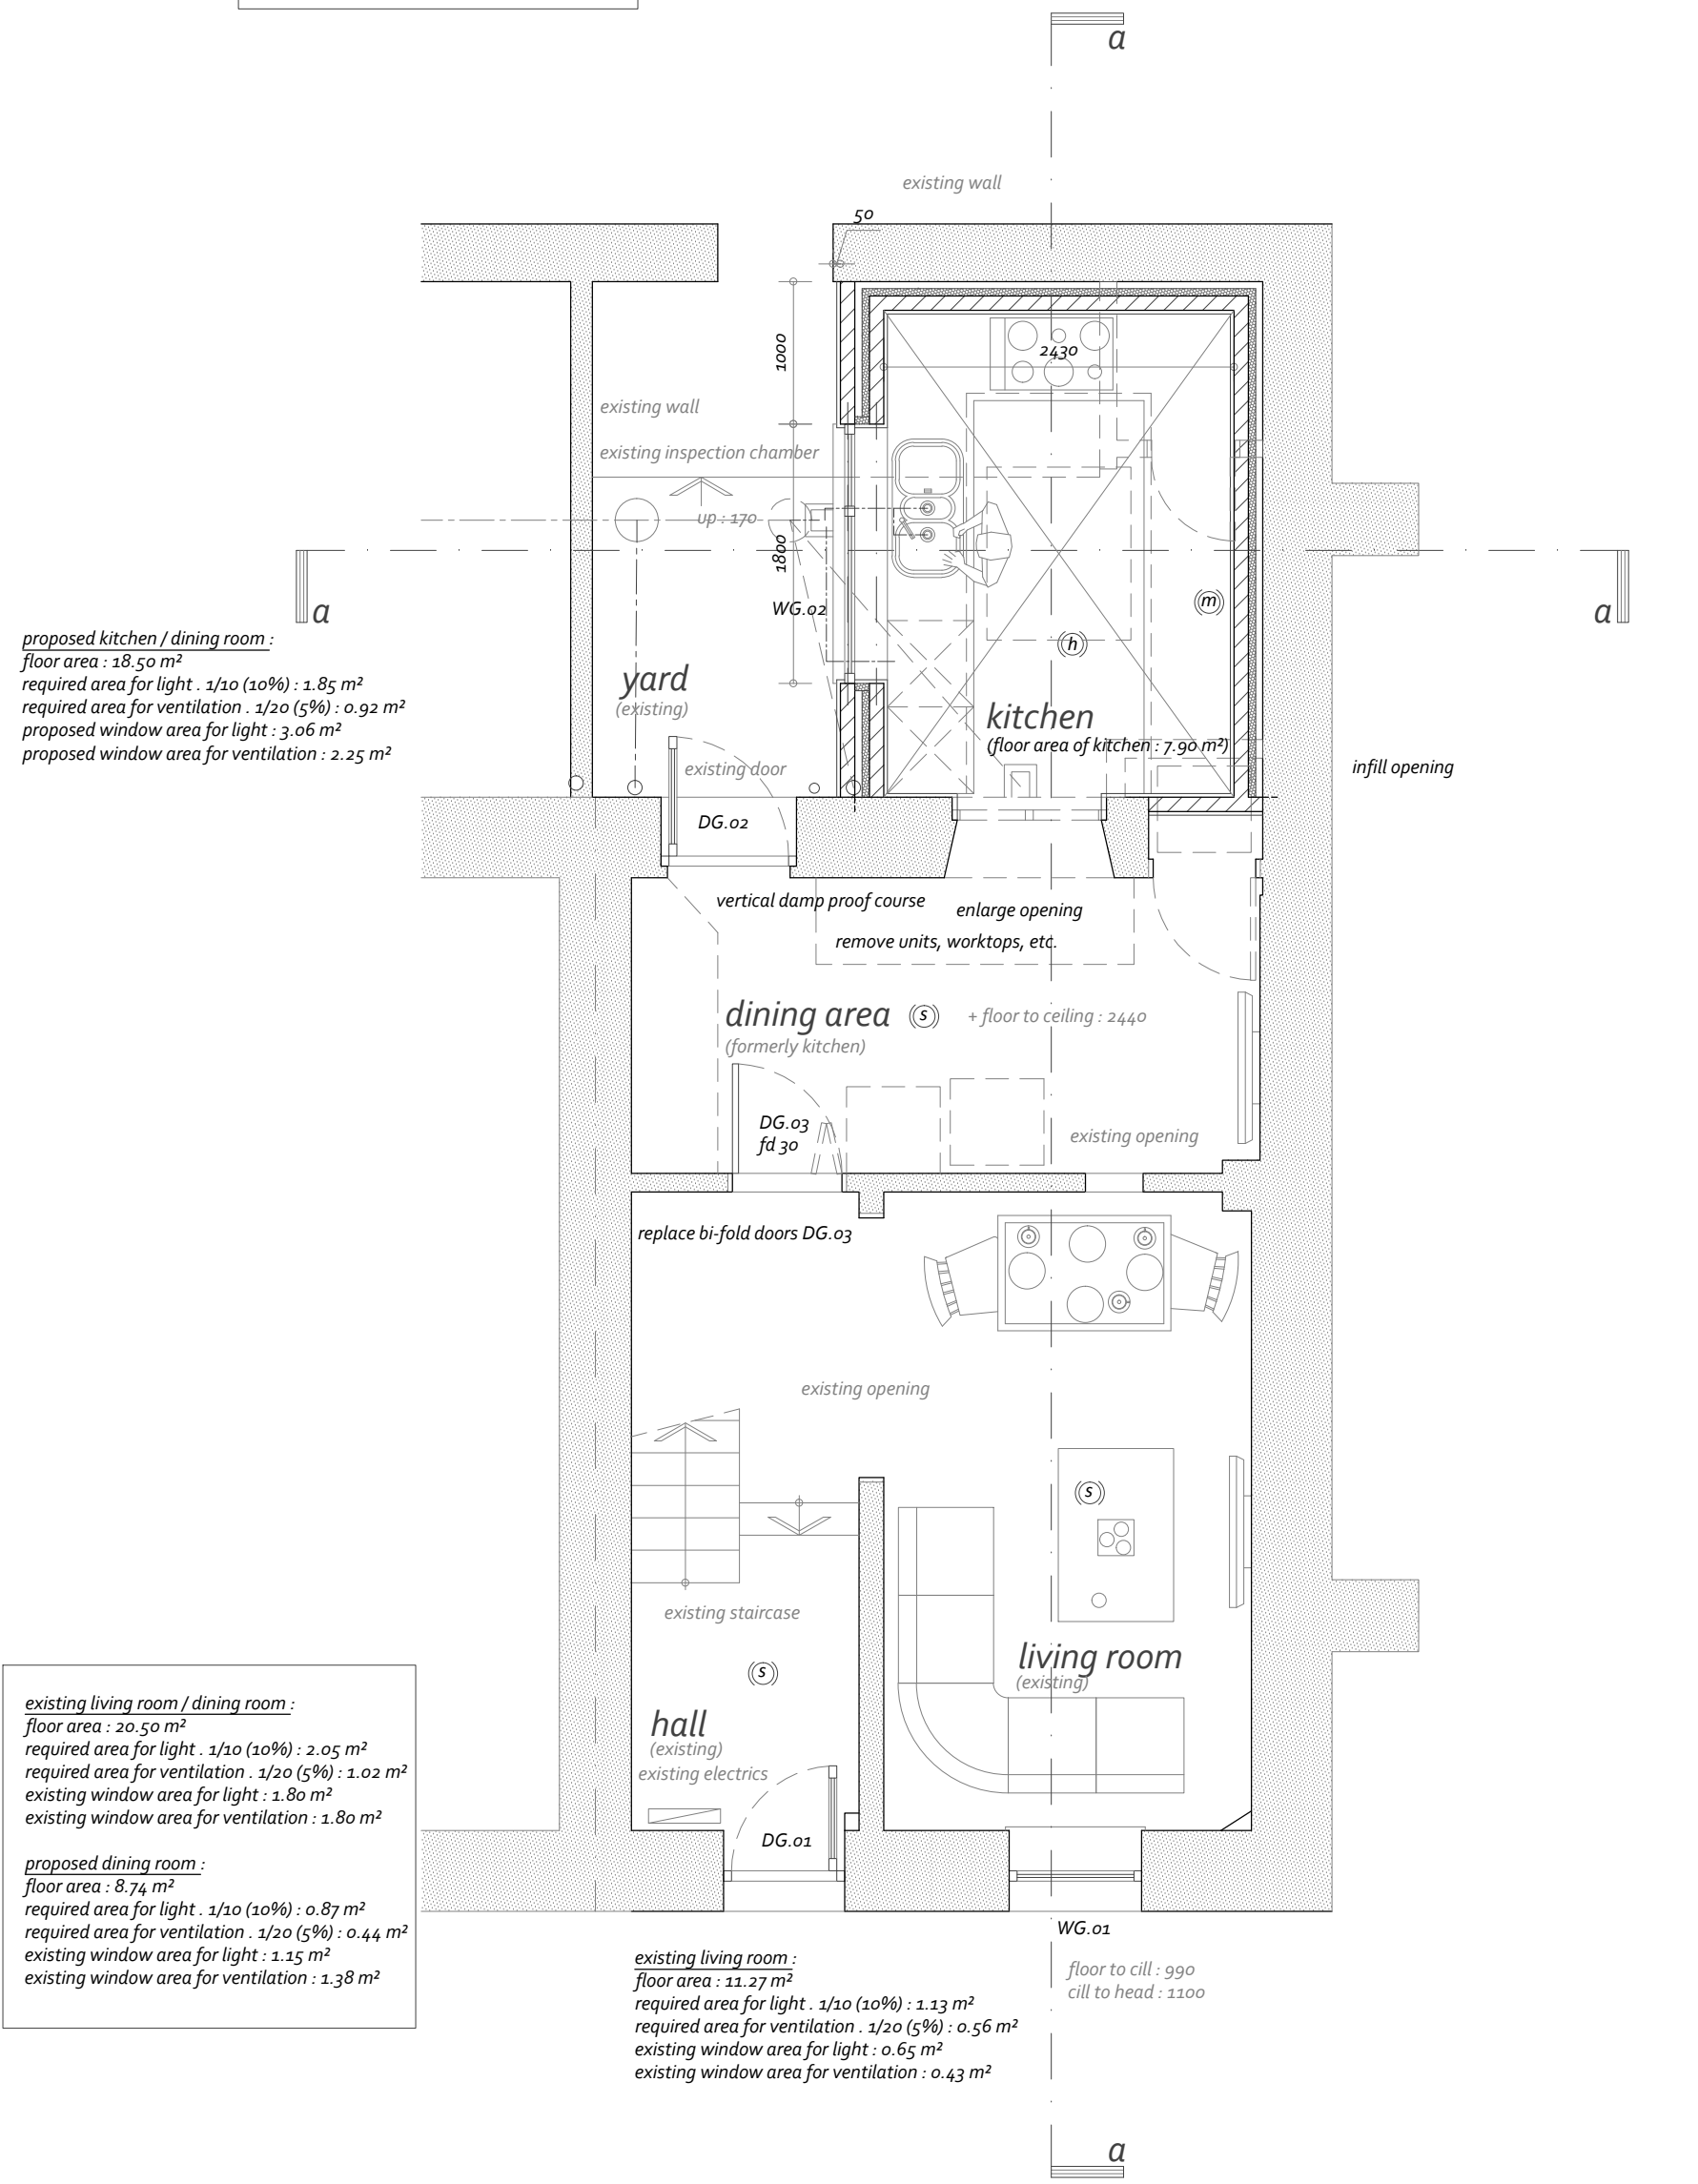 a
existing wall
50
1000
2430
existing wall
existing inspection chamber
up : 170
1800
a
WG.02
(m)
a
(h)
proposed kitchen / dining room :
floor area : 18.50 m²
required area for light . 1/10 (10%) : 1.85 m²
required area for ventilation . 1/20 (5%) : 0.92 m²
proposed window area for light : 3.06 m²
proposed window area for ventilation : 2.25 m²
yard
(existing)
kitchen
(floor area of kitchen : 7.90 m²)
existing door
infill opening
DG.02
vertical damp proof course
enlarge opening
remove units, worktops, etc.
dining area (s)
+ floor to ceiling : 2440
(formerly kitchen)
DG.03
fd 30
existing opening
replace bi-fold doors DG.03
existing opening
(s)
existing staircase
living room
(existing)
(s)
hall
(existing)
existing electrics
DG.01
existing living room / dining room :
floor area : 20.50 m²
required area for light . 1/10 (10%) : 2.05 m²
required area for ventilation . 1/20 (5%) : 1.02 m²
existing window area for light : 1.80 m²
existing window area for ventilation : 1.80 m²
proposed dining room :
floor area : 8.74 m²
required area for light . 1/10 (10%) : 0.87 m²
required area for ventilation . 1/20 (5%) : 0.44 m²
existing window area for light : 1.15 m²
existing window area for ventilation : 1.38 m²
WG.01
existing living room :
floor area : 11.27 m²
required area for light . 1/10 (10%) : 1.13 m²
required area for ventilation . 1/20 (5%) : 0.56 m²
existing window area for light : 0.65 m²
existing window area for ventilation : 0.43 m²
floor to cill : 990
cill to head : 1100
a